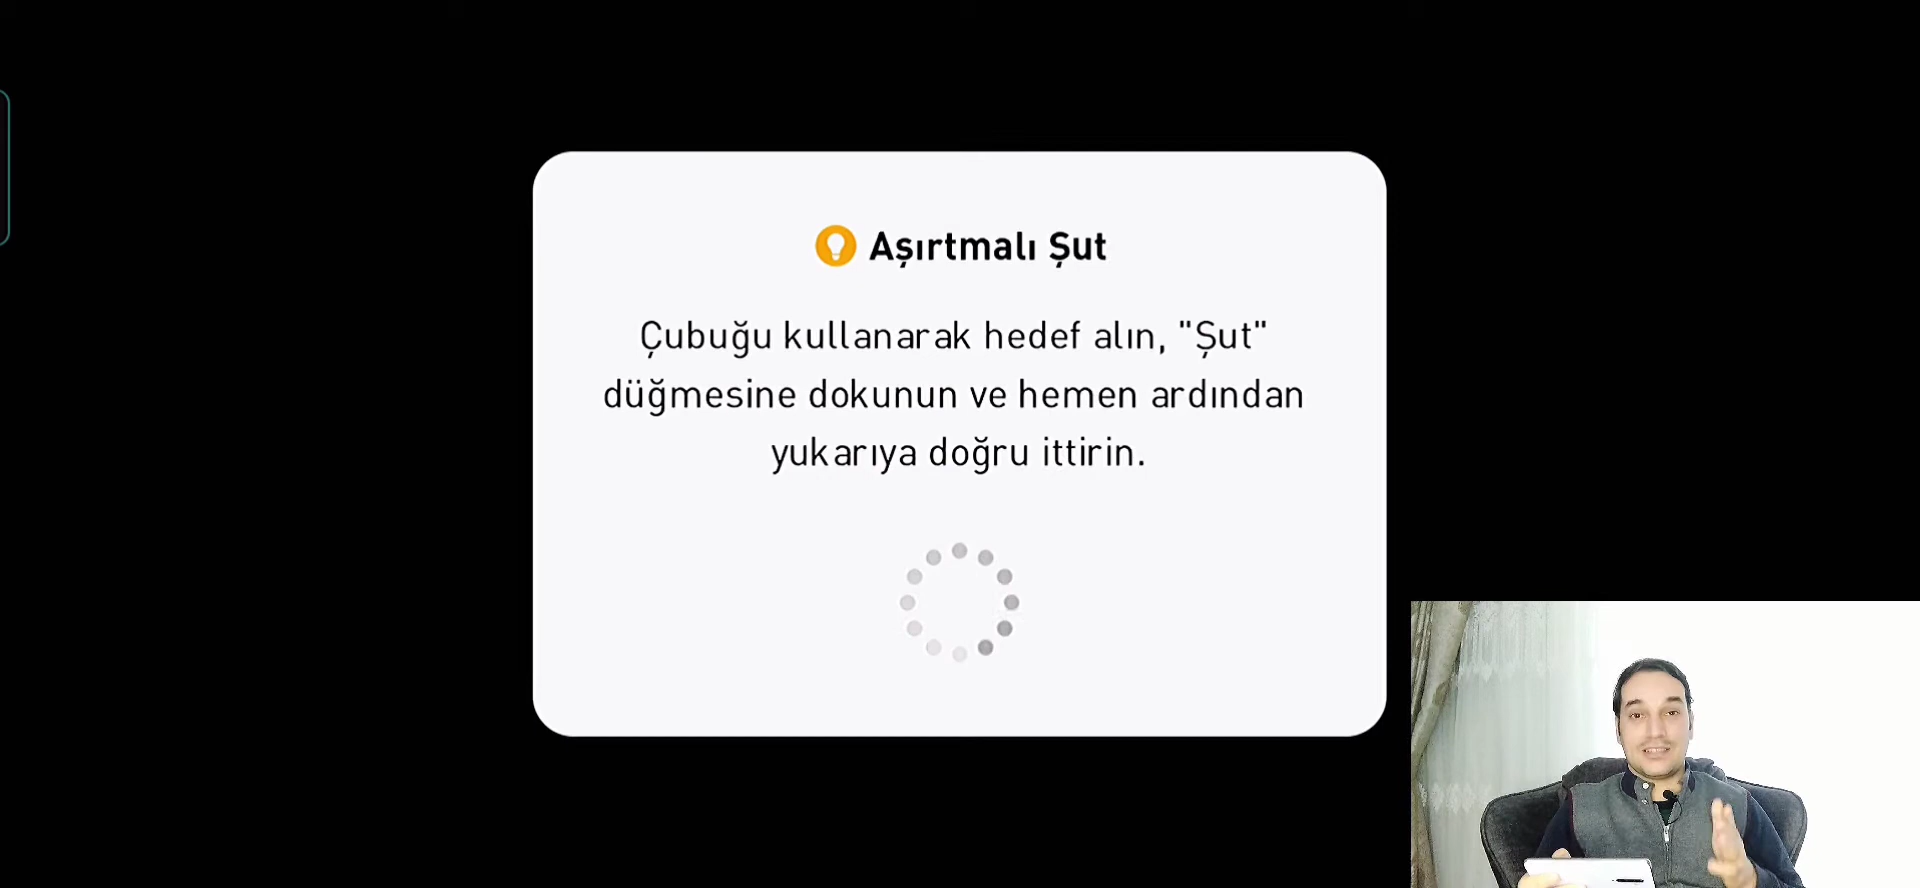 Aşırtmalı Şut
Çubuğu kullanarak hedef alın, "Şut"
düğmesine dokunun ve hemen ardından
yukarıya doğru ittirin.